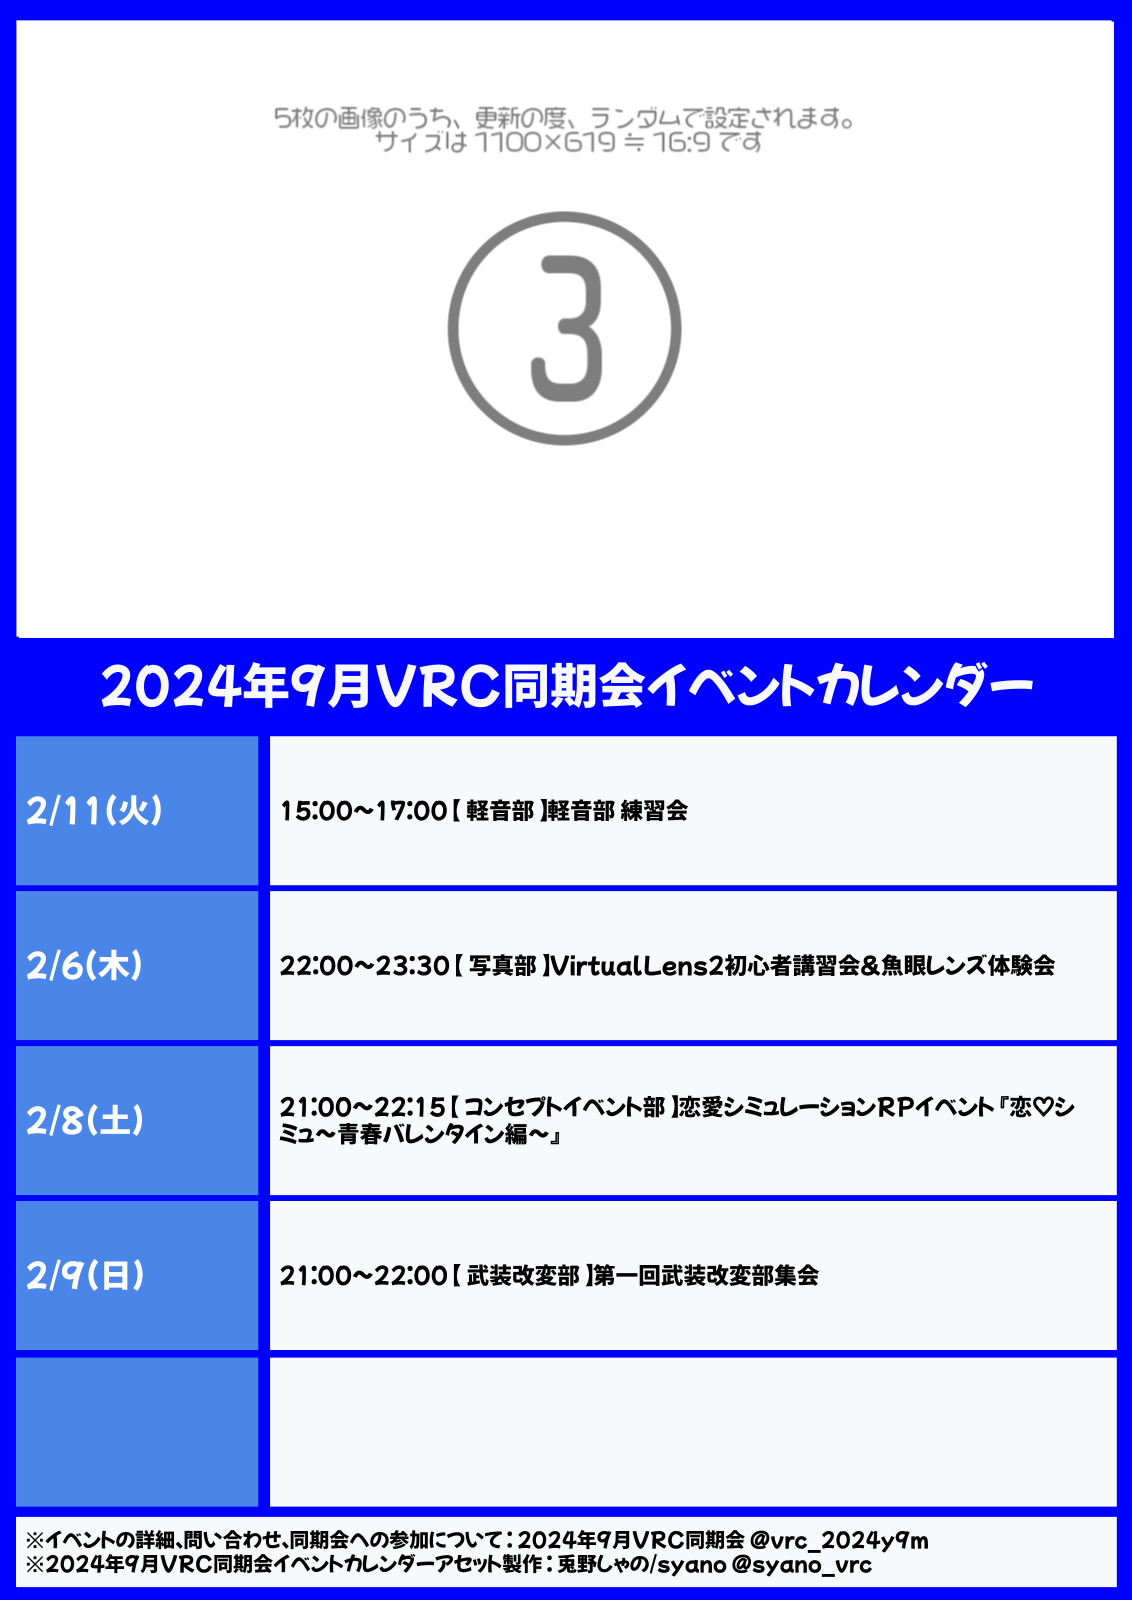 5枚の画像のうち、更新の度、ランダムで設定されます。
サイズは 1100×619 ≒ 16:9 です
3
2024年9月VRC同期会イベントカレンダー
2/11(火)
15:00～17:00【 軽音部 】軽音部 練習会
2/6(木)
22:00～23:30【 写真部 】VirtualLens2初心者講習会&魚眼レンズ体験会
2/8(土)
21:00～22:15【 コンセプトイベント部 】恋愛シミュレーションRPイベント『恋♡シ
ミュ～青春バレンタイン編～』
2/9(日)
21:00～22:00【 武装改変部 】第一回武装改変部集会
※イベントの詳細、問い合わせ、同期会への参加について：2024年9月VRC同期会 @vrc_2024y9m
※2024年9月VRC同期会イベントカレンダーアセット製作：兎野しゃの/syano @syano_vrc